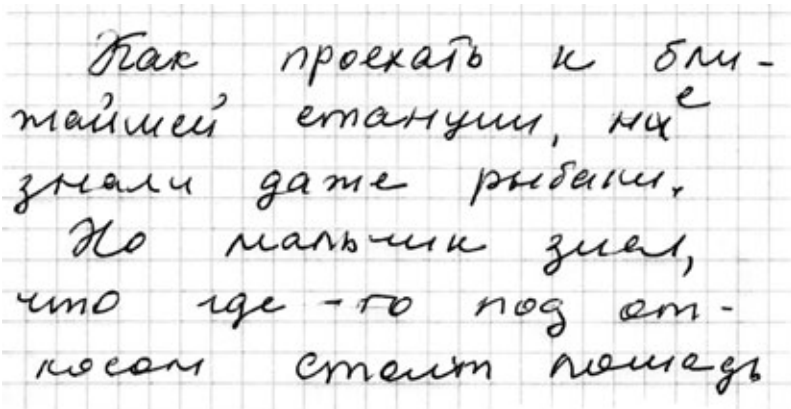 Как проехать к бли-
жайшей станции, не
знали даже рыбаки.
Но мальчик знал,
что где-то под от-
косом стоит лошадь